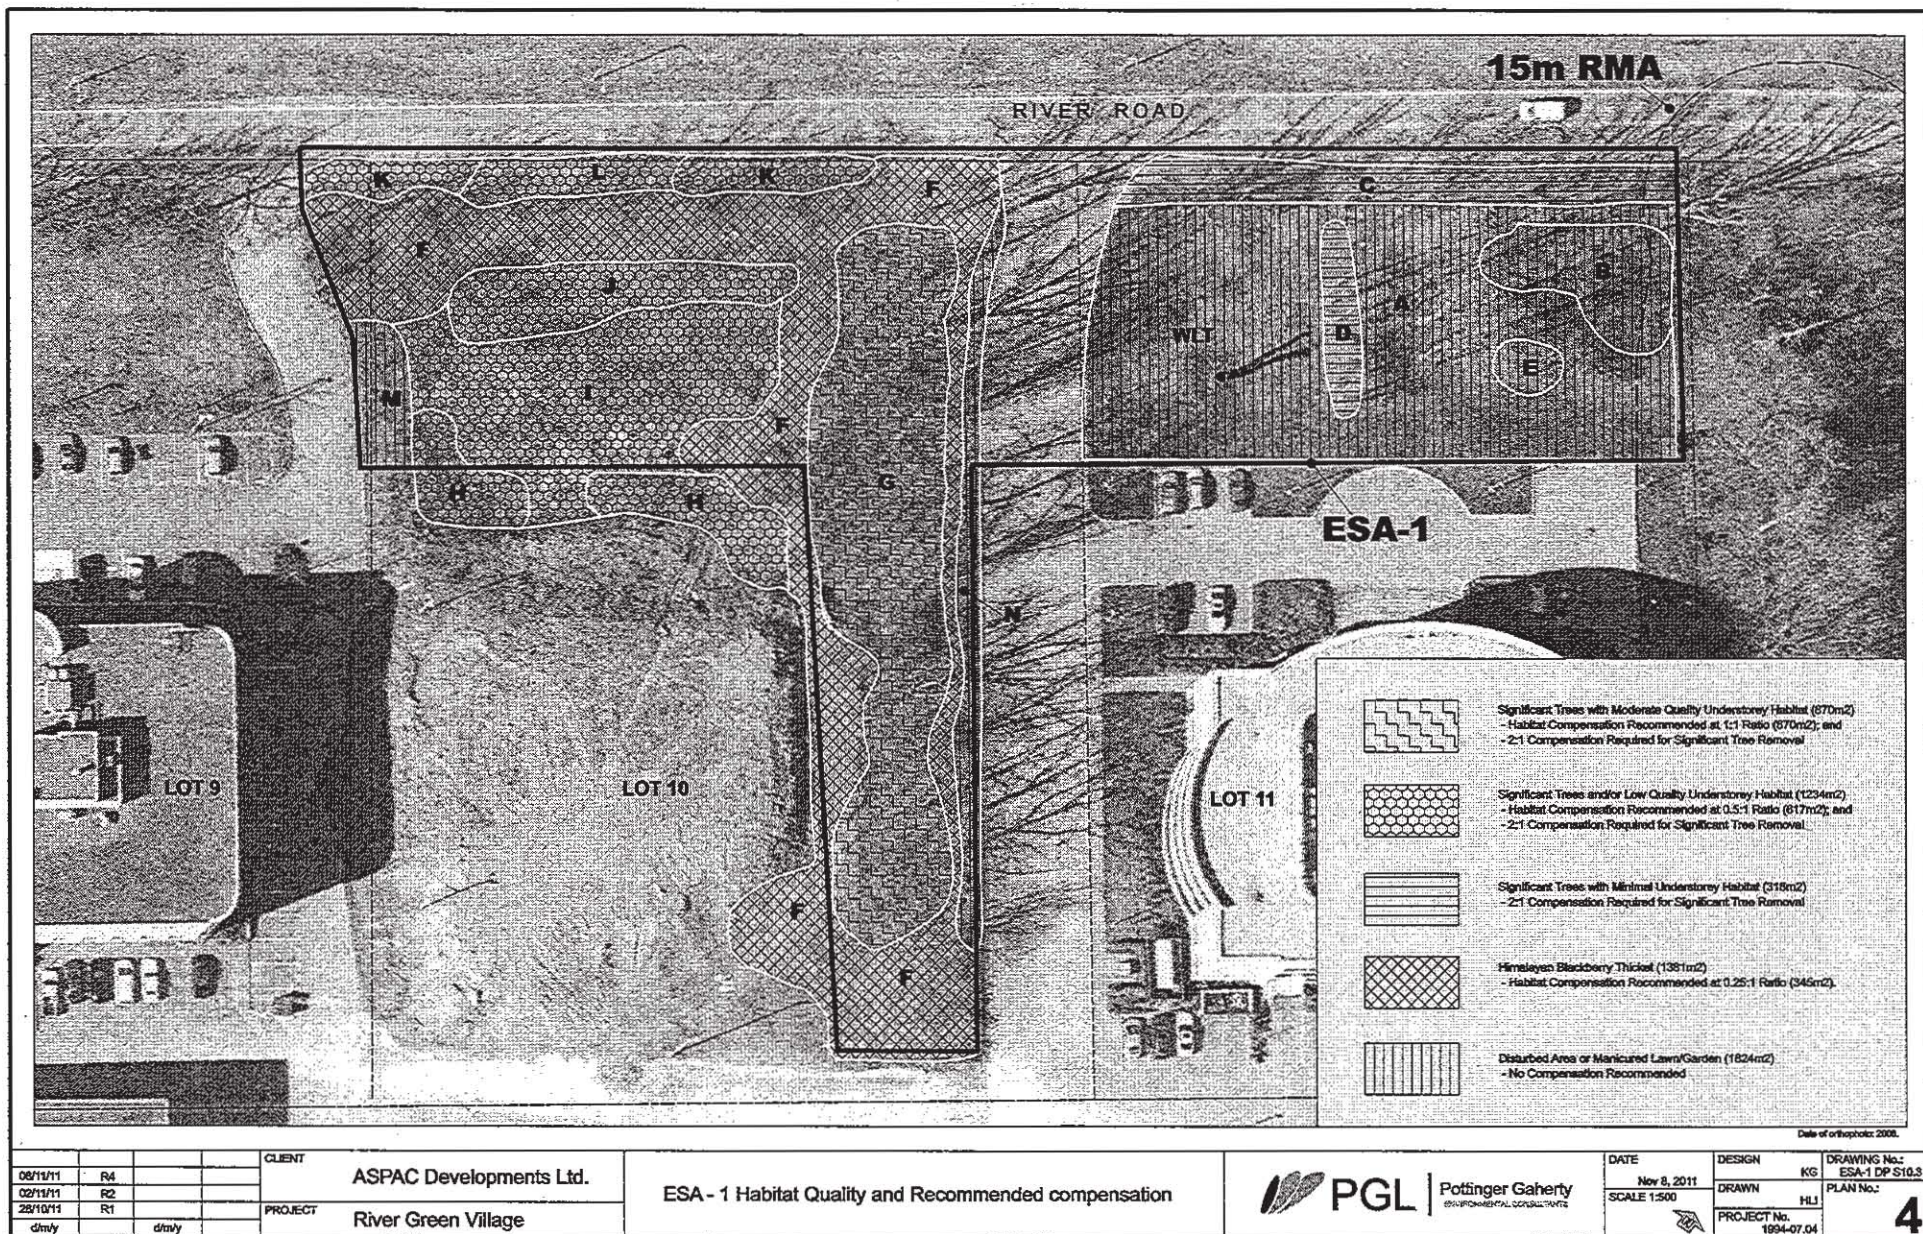 15m RMA
RIVER ROAD
K
L
K
F
C
F
J
B
A
WLT
D
E
I
M
F
G
H
H
ESA-1
N
LOT 9
LOT 10
LOT 11
F
F
Significant Trees with Moderate Quality Understorey Habitat (870m2)
- Habitat Compensation Recommended at 1:1 Ratio (870m2); and
- 2:1 Compensation Required for Significant Tree Removal
Significant Trees and/or Low Quality Understorey Habitat (1234m2)
- Habitat Compensation Recommended at 0.5:1 Ratio (617m2); and
- 2:1 Compensation Required for Significant Tree Removal
Significant Trees with Minimal Understorey Habitat (318m2)
- 2:1 Compensation Required for Significant Tree Removal
Himalayan Blackberry Thicket (1381m2)
- Habitat Compensation Recommended at 0.25:1 Ratio (345m2).
Disturbed Area or Manicured Lawn/Garden (1824m2)
- No Compensation Recommended
Date of orthophoto: 2008.
08/11/11 R4
02/11/11 R2
28/10/11 R1
d/m/y d/m/y
CLIENT
ASPAC Developments Ltd.
PROJECT
River Green Village
ESA - 1 Habitat Quality and Recommended compensation
PGL
Pottinger Gaherty
ENVIRONMENTAL CONSULTANTS
DATE
Nov 8, 2011
SCALE 1:500
DESIGN
KG
DRAWN
HLI
PROJECT No.
1994-07.04
DRAWING No.:
ESA-1 DP S10.3
PLAN No.:
4